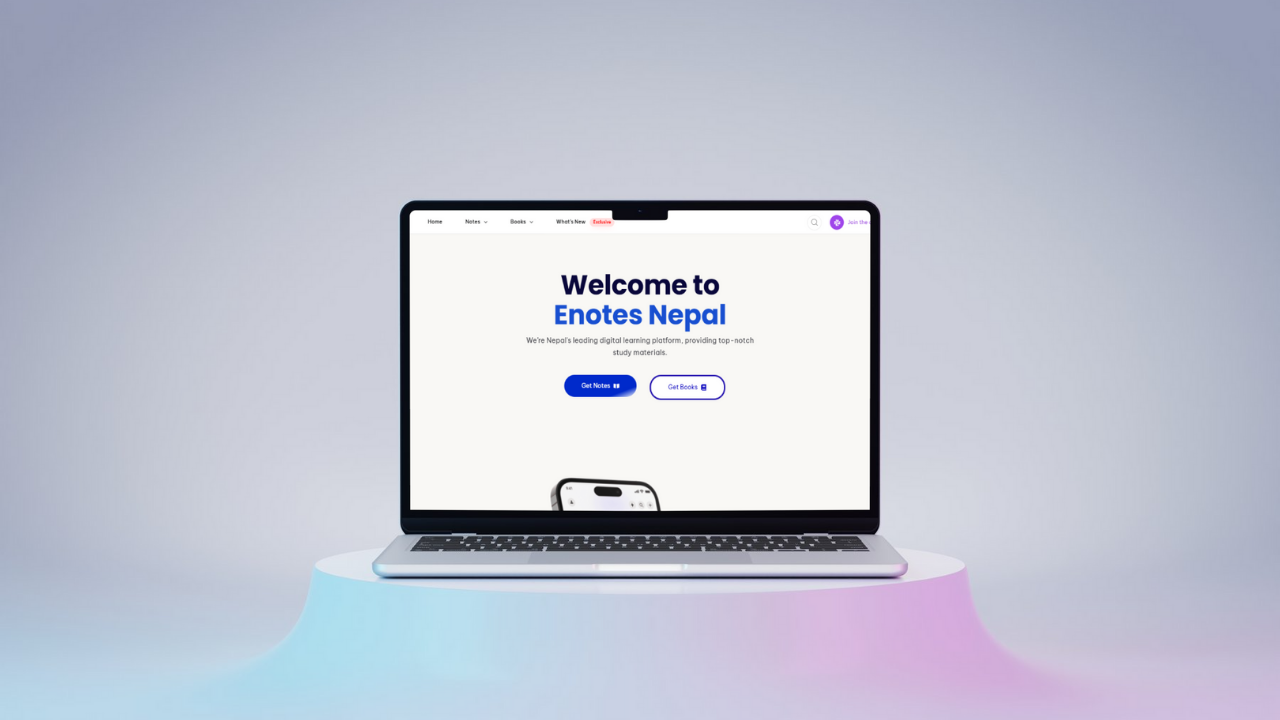 Home Notes Books What's New Exclusive Join the
Welcome to
Enotes Nepal
We're Nepal's leading digital learning platform, providing top-notch
study materials.
Get Notes Get Books